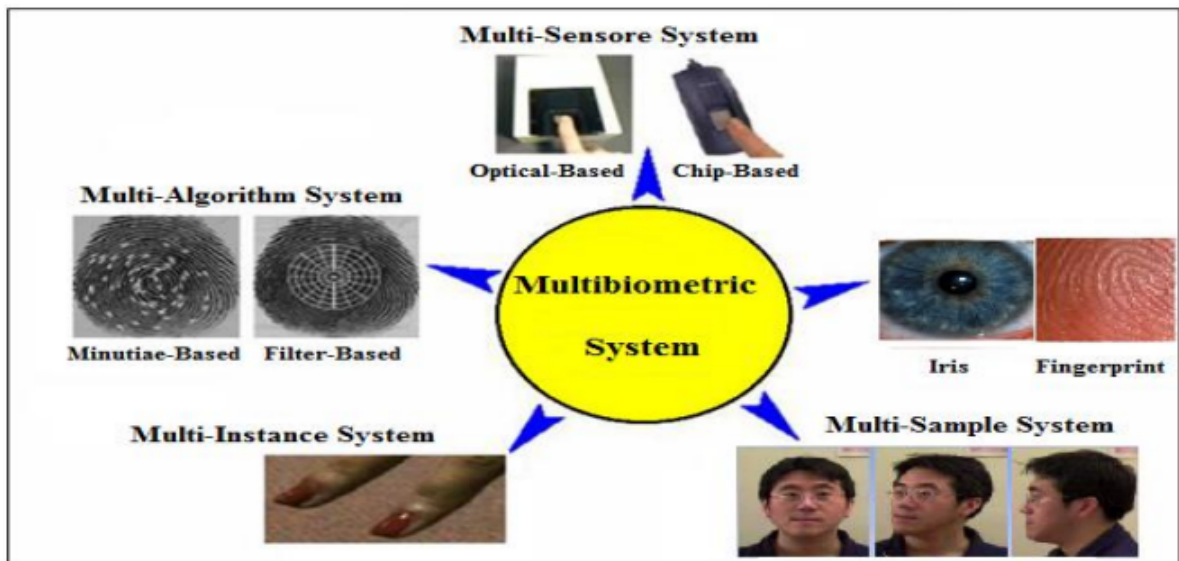 Multi-Sensore System
Optical-Based
Chip-Based
Multi-Algorithm System
Minutiae-Based
Filter-Based
Multibiometric
System
Iris
Fingerprint
Multi-Instance System
Multi-Sample System